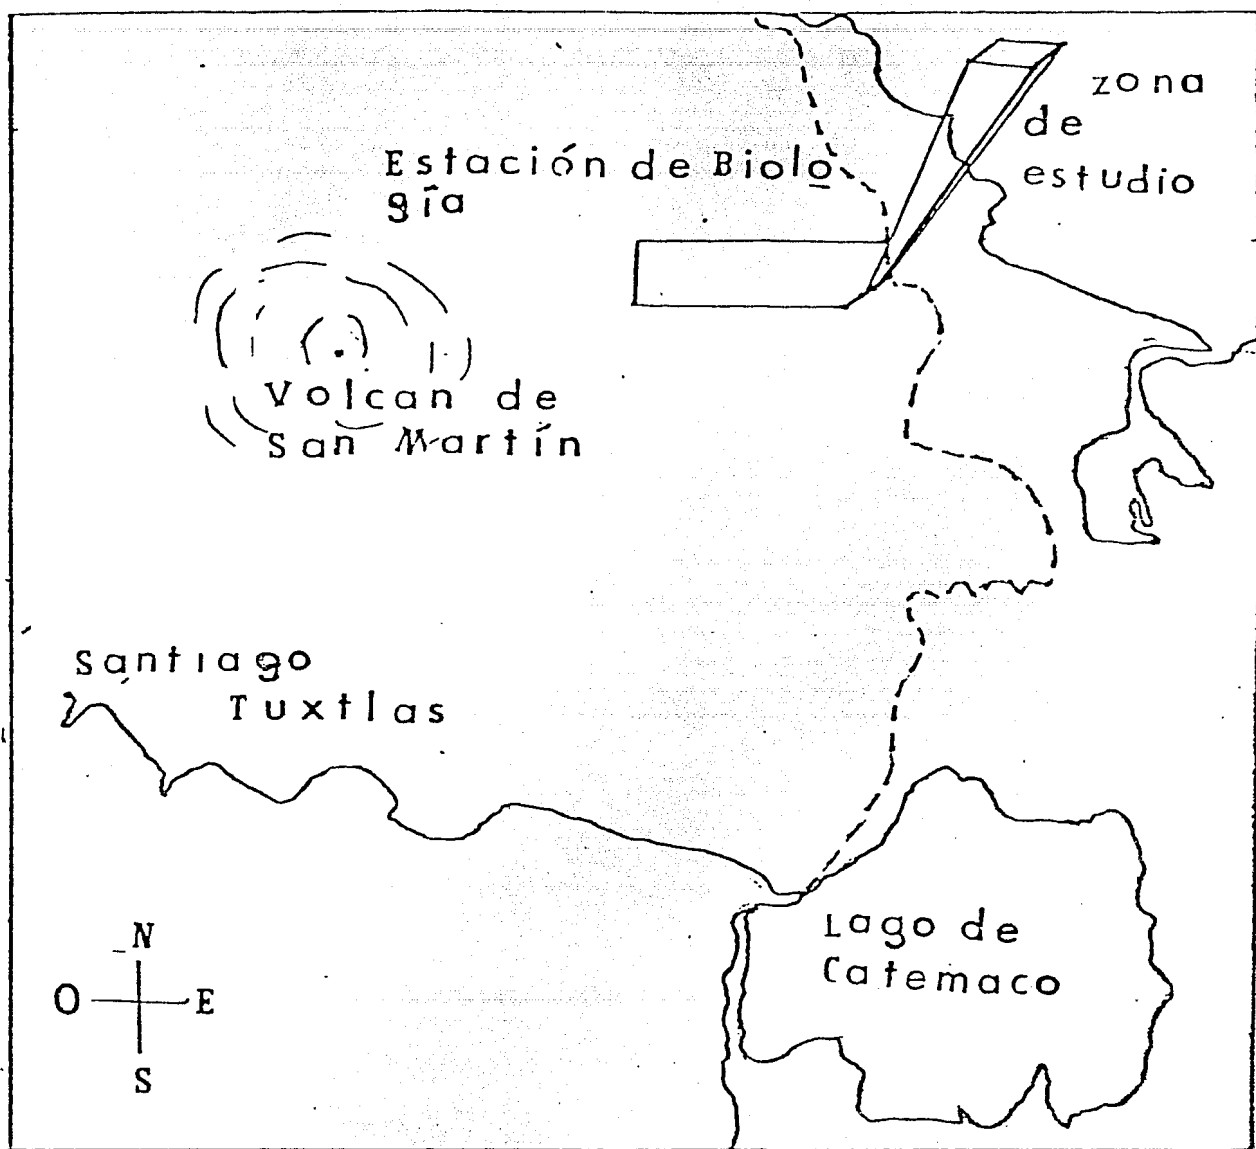 zona
de
estudio
Estación de Biolo
gía
Volcan de
San Martín
Santiago
Tuxtlas
Lago de
Catemaco
N
O E
S